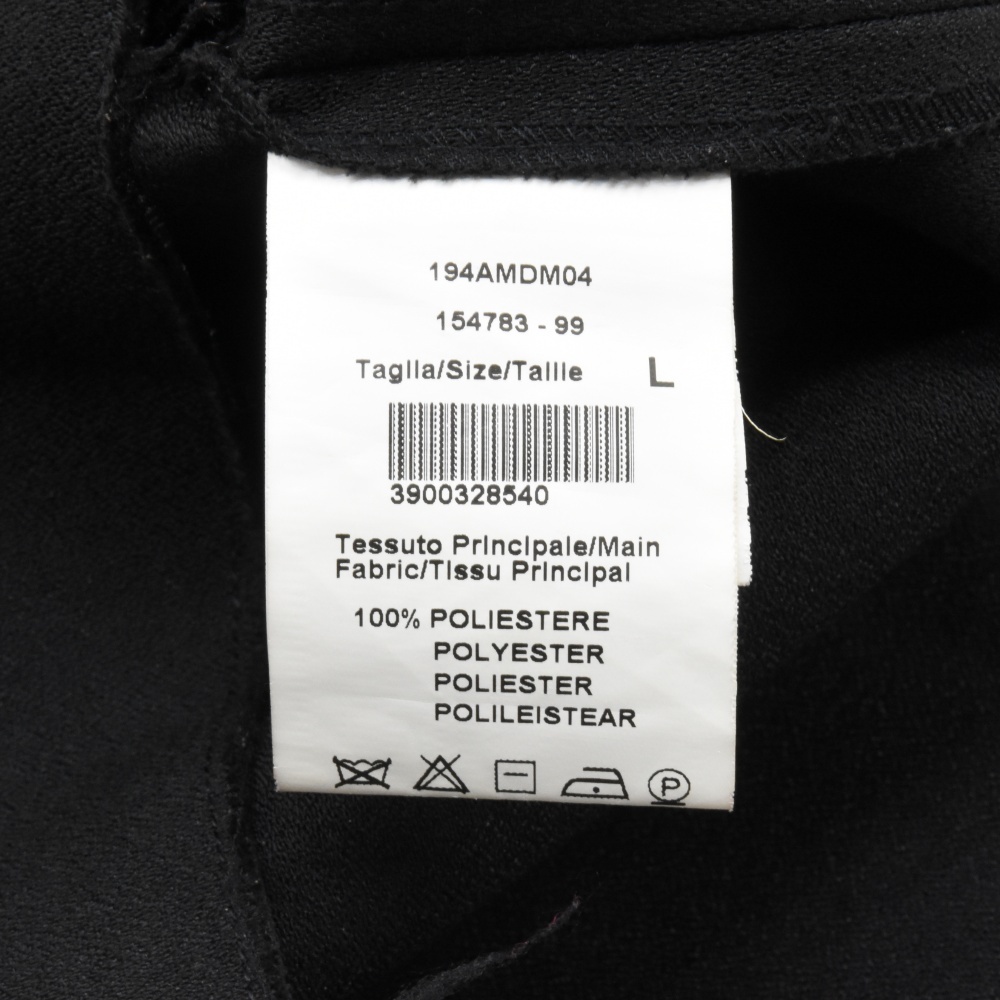 194AMDM04
154783 - 99
Taglia/Size/Taille L
3900328540
Tessuto Principale/Main
Fabric/Tissu Principal
100% POLIESTERE
POLYESTER
POLIESTER
POLILEISTEAR
P